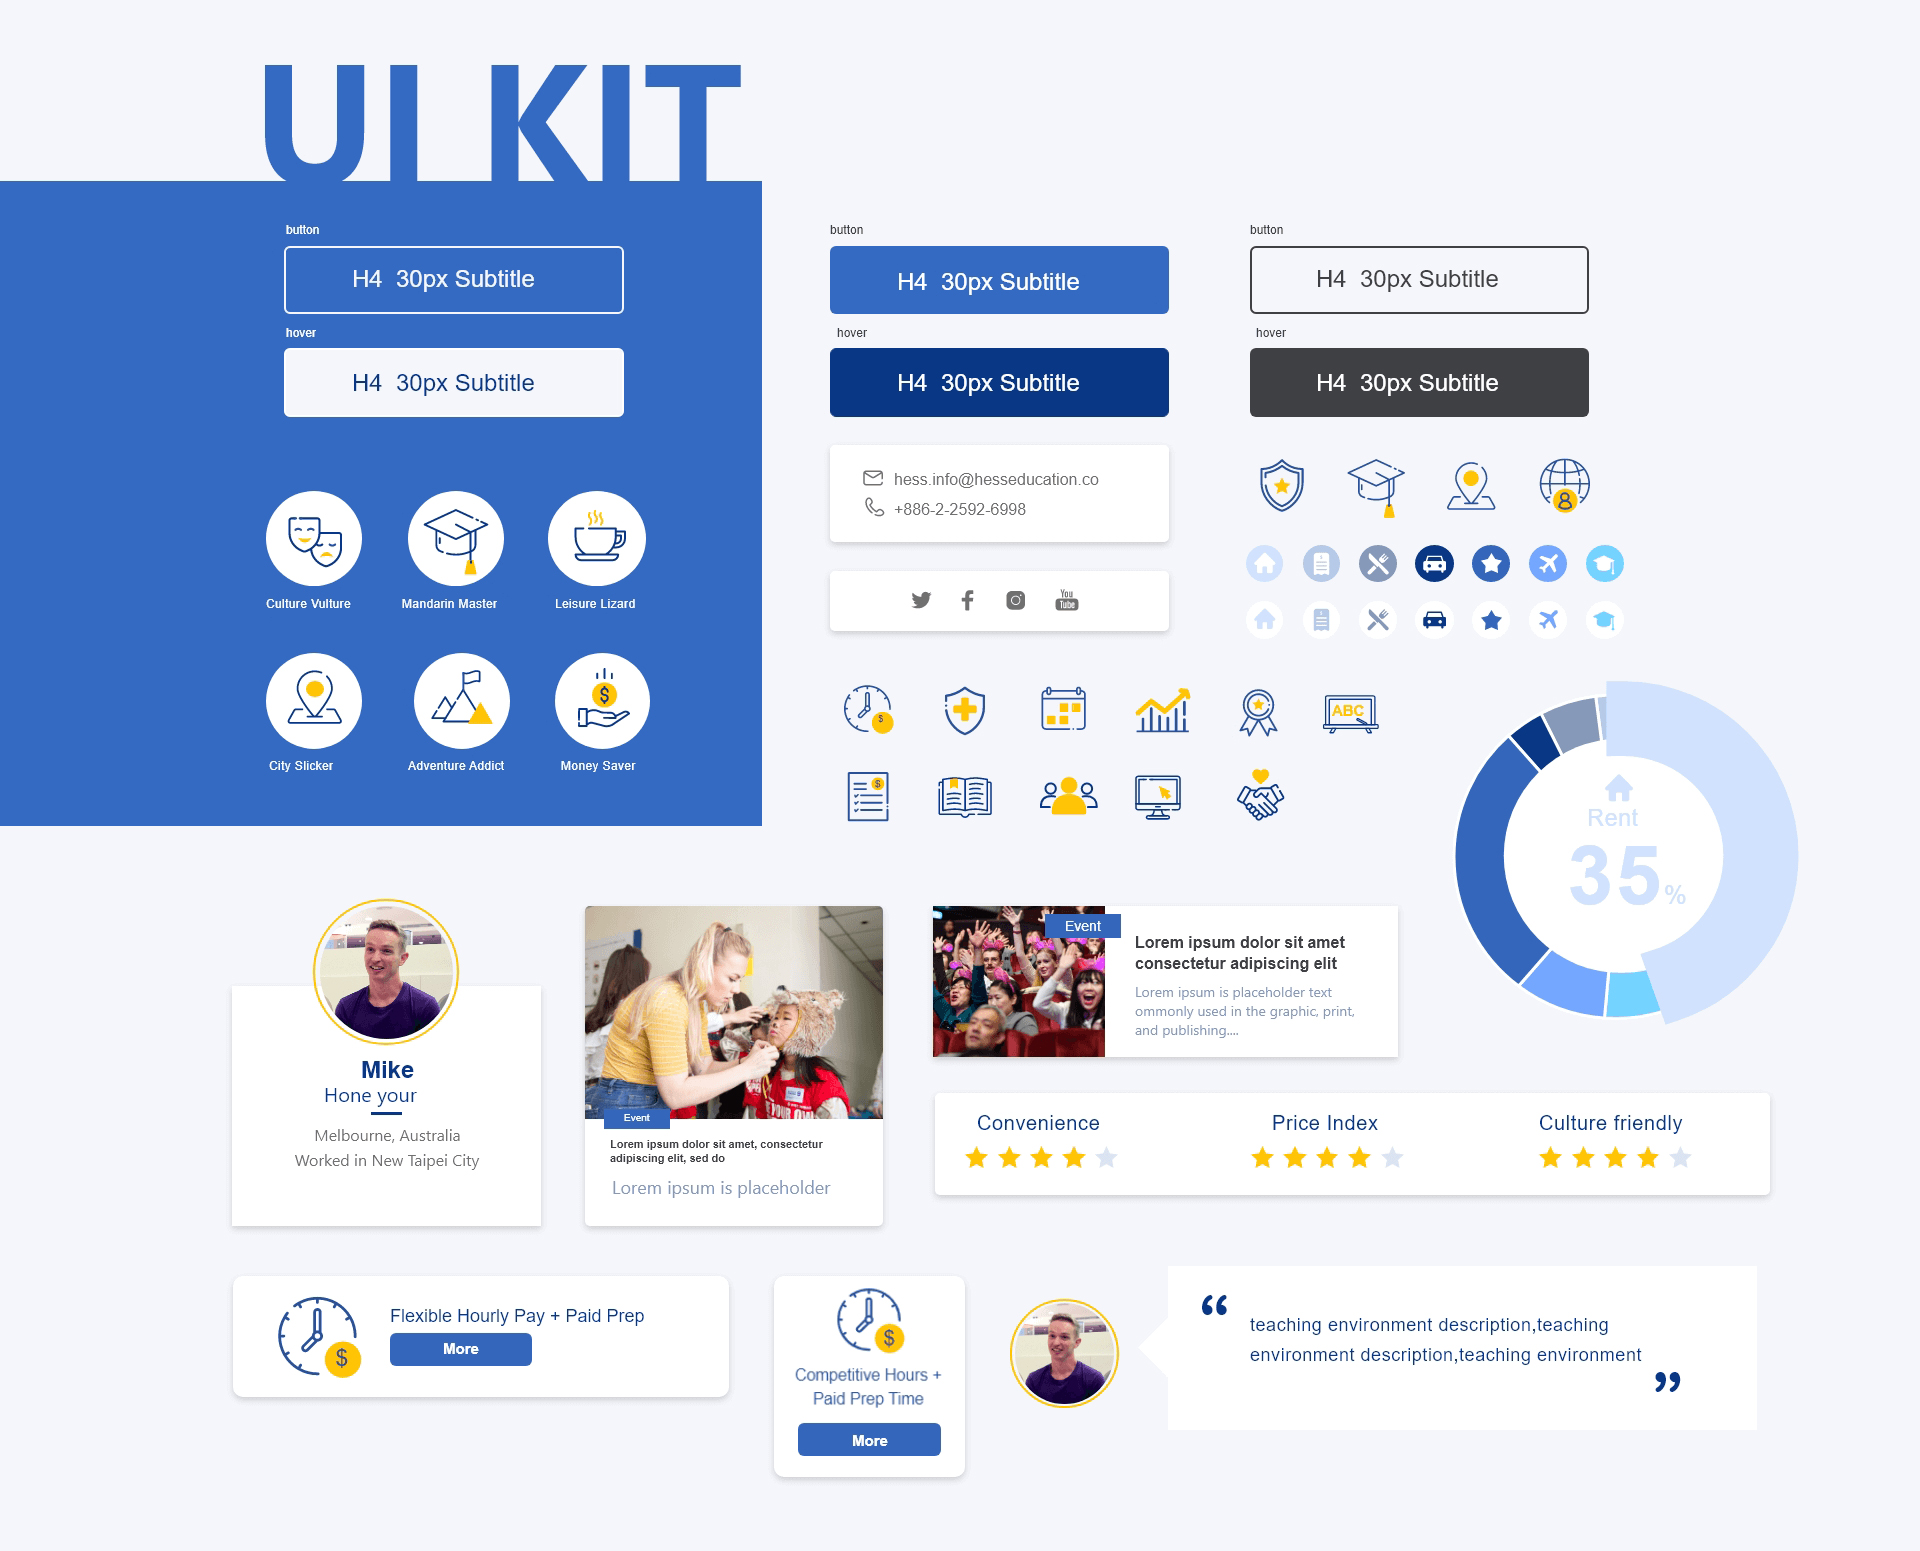 UI KIT
button
H4 30px Subtitle
hover
H4 30px Subtitle
button
H4 30px Subtitle
hover
H4 30px Subtitle
button
H4 30px Subtitle
hover
H4 30px Subtitle
Culture Vulture
Mandarin Master
Leisure Lizard
City Slicker
Adventure Addict
Money Saver
hess.info@hesseducation.co
+886-2-2592-6998
You
Tube
$
$
ABC
$
Rent
35%
Mike
Hone your
Melbourne, Australia
Worked in New Taipei City
Event
Lorem ipsum dolor sit amet, consectetur
adipiscing elit, sed do
Lorem ipsum is placeholder
Event
Lorem ipsum dolor sit amet
consectetur adipiscing elit
Lorem ipsum is placeholder text
ommonly used in the graphic, print,
and publishing....
Convenience
Price Index
Culture friendly
$
Flexible Hourly Pay + Paid Prep
More
$
Competitive Hours +
Paid Prep Time
More
“
teaching environment description,teaching
environment description,teaching environment
”